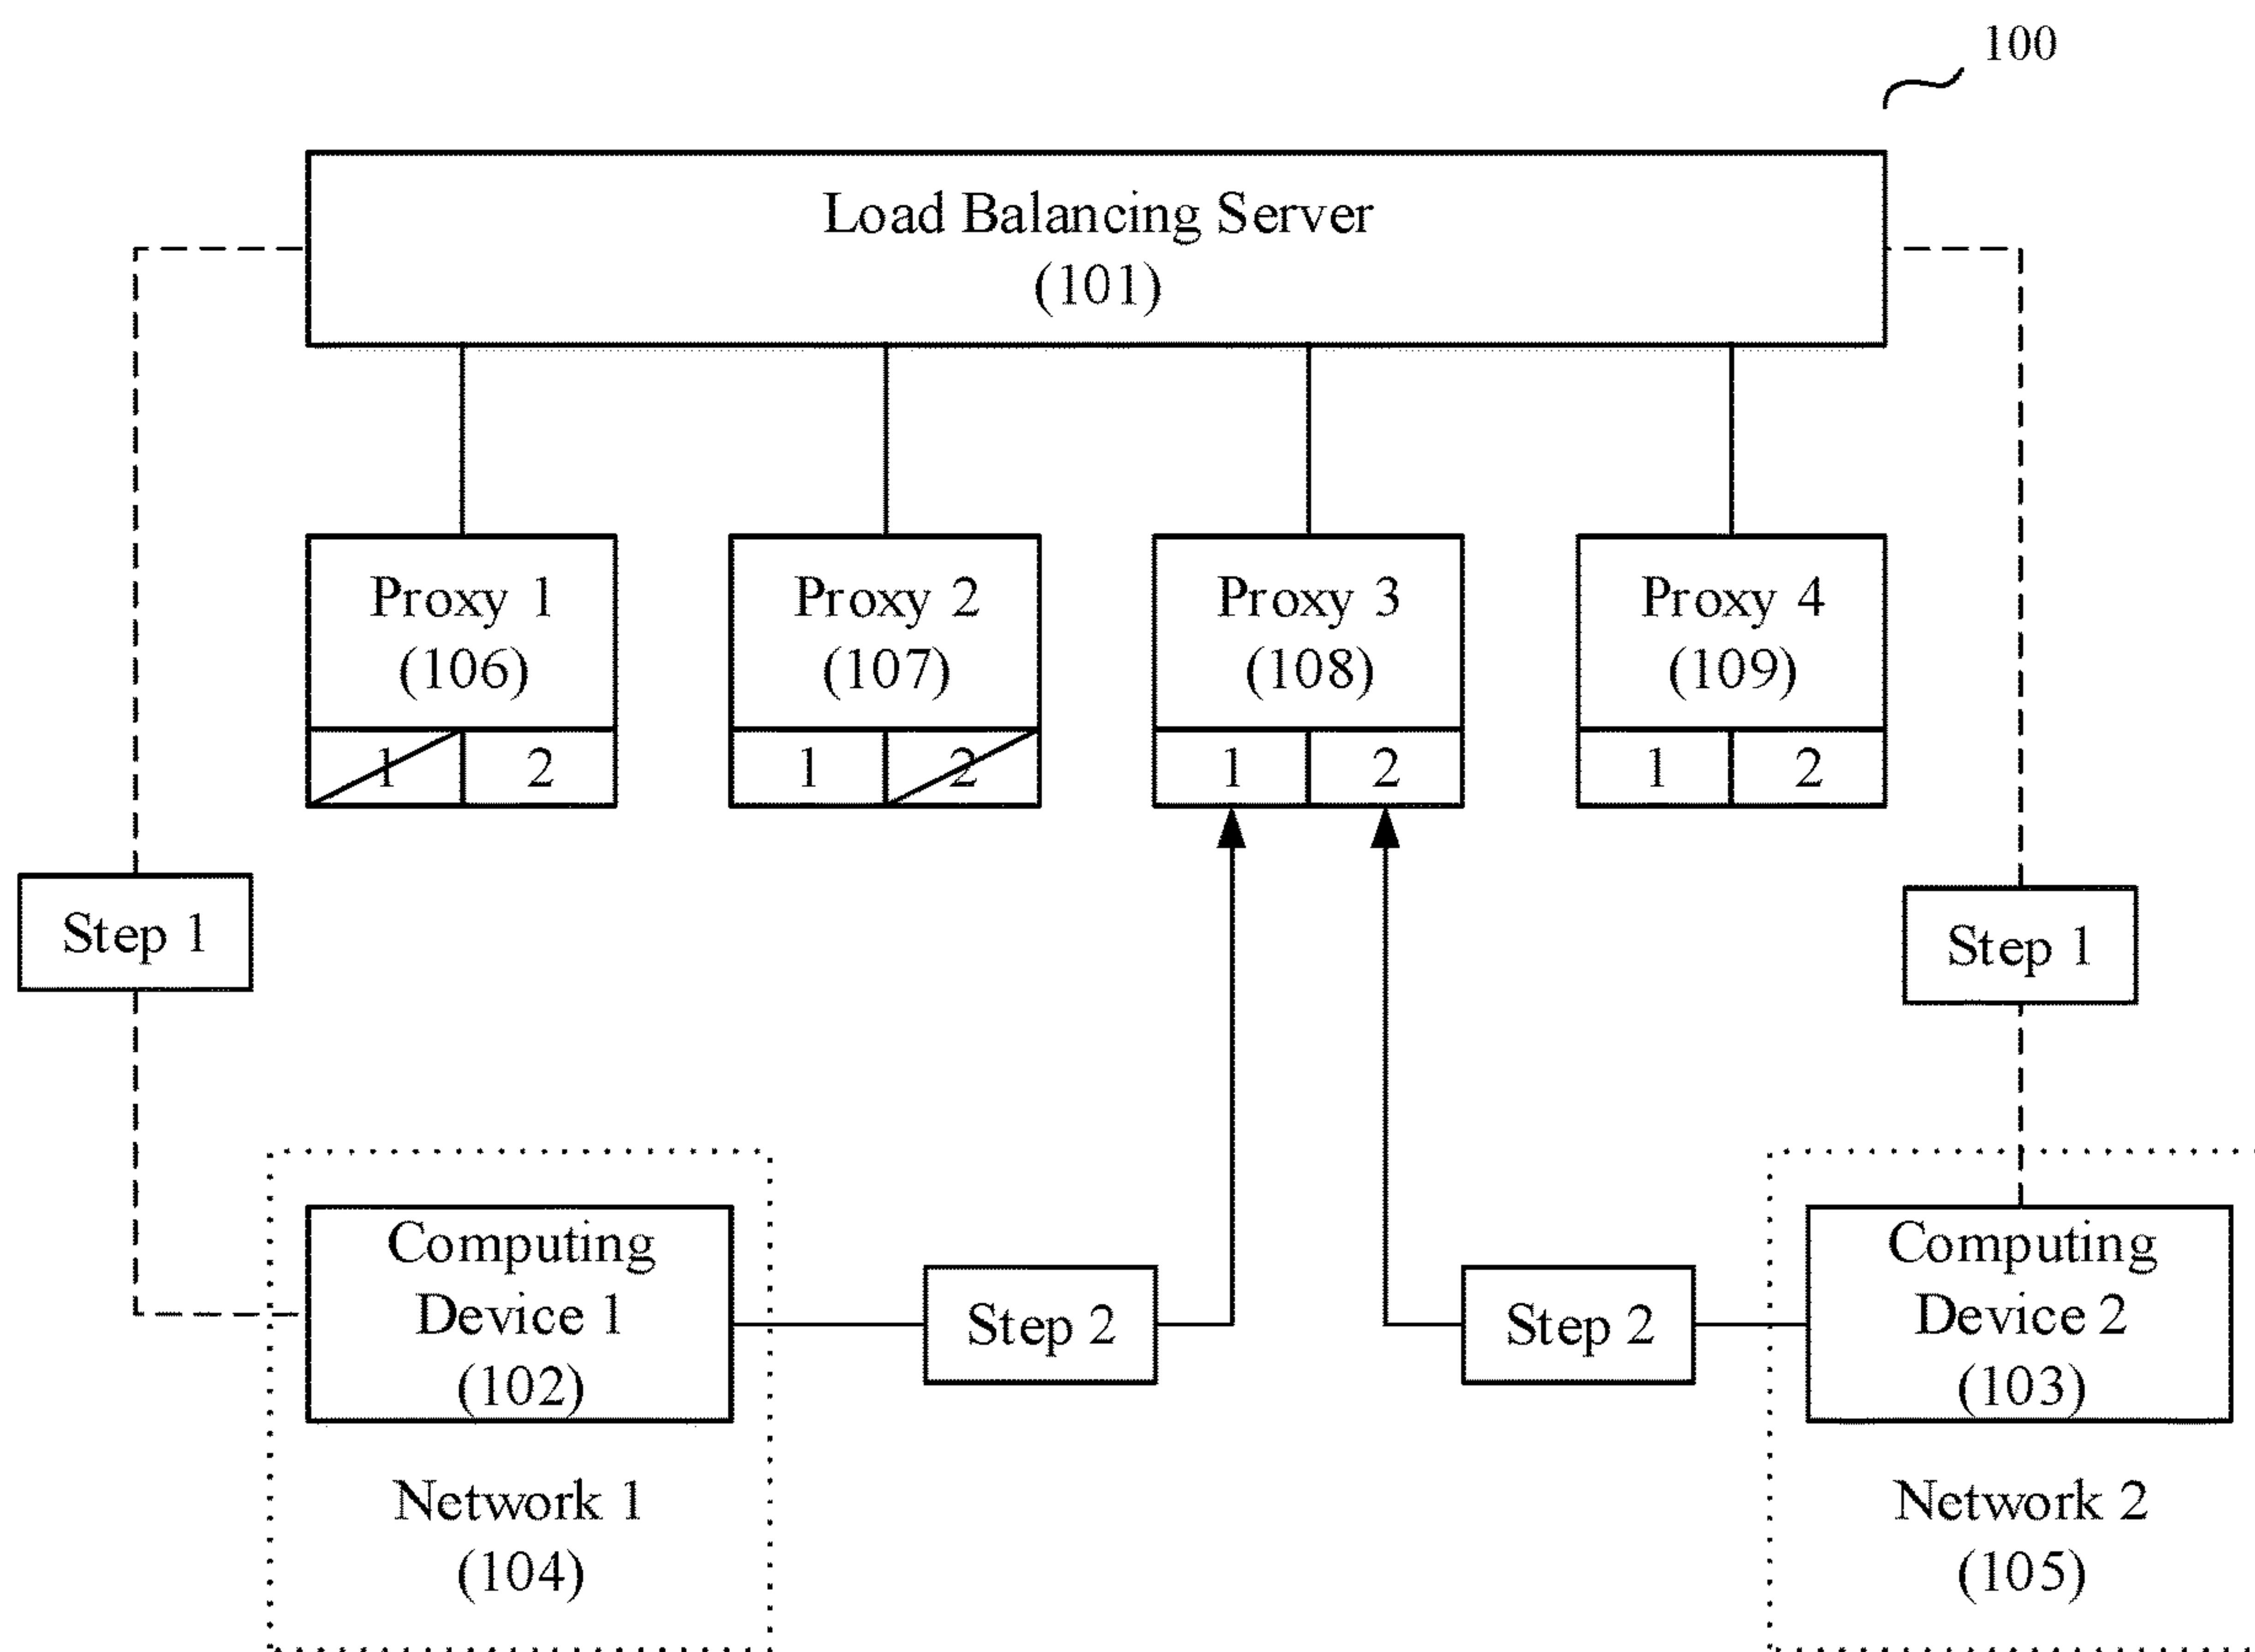 100
Load Balancing Server
(101)
Proxy 1
(106)
1 2
Proxy 2
(107)
1 2
Proxy 3
(108)
1 2
Proxy 4
(109)
1 2
Step 1
Step 1
Computing
Device 1
(102)
Network 1
(104)
Step 2
Step 2
Computing
Device 2
(103)
Network 2
(105)